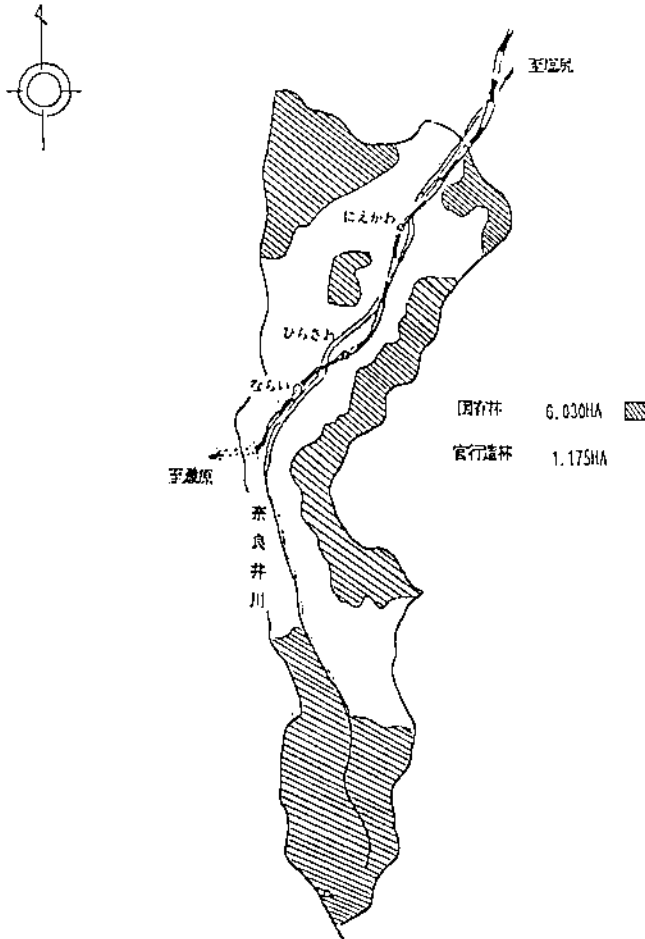 至塩尻
にえかわ
ひらさわ
ならい
国有林 6.030HA
官行造林 1.175HA
至藪原
奈良井川